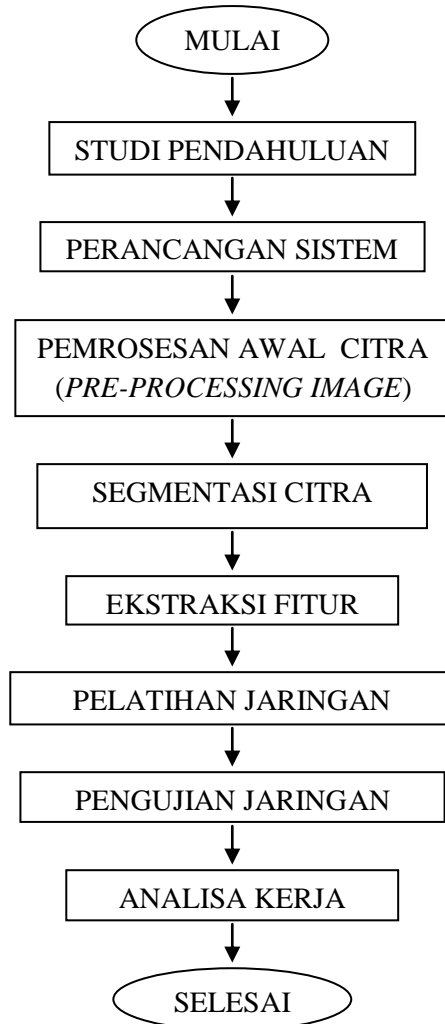 MULAI
STUDI PENDAHULUAN
PERANCANGAN SISTEM
PEMROSESAN AWAL CITRA
(PRE-PROCESSING IMAGE)
SEGMENTASI CITRA
EKSTRAKSI FITUR
PELATIHAN JARINGAN
PENGUJIAN JARINGAN
ANALISA KERJA
SELESAI